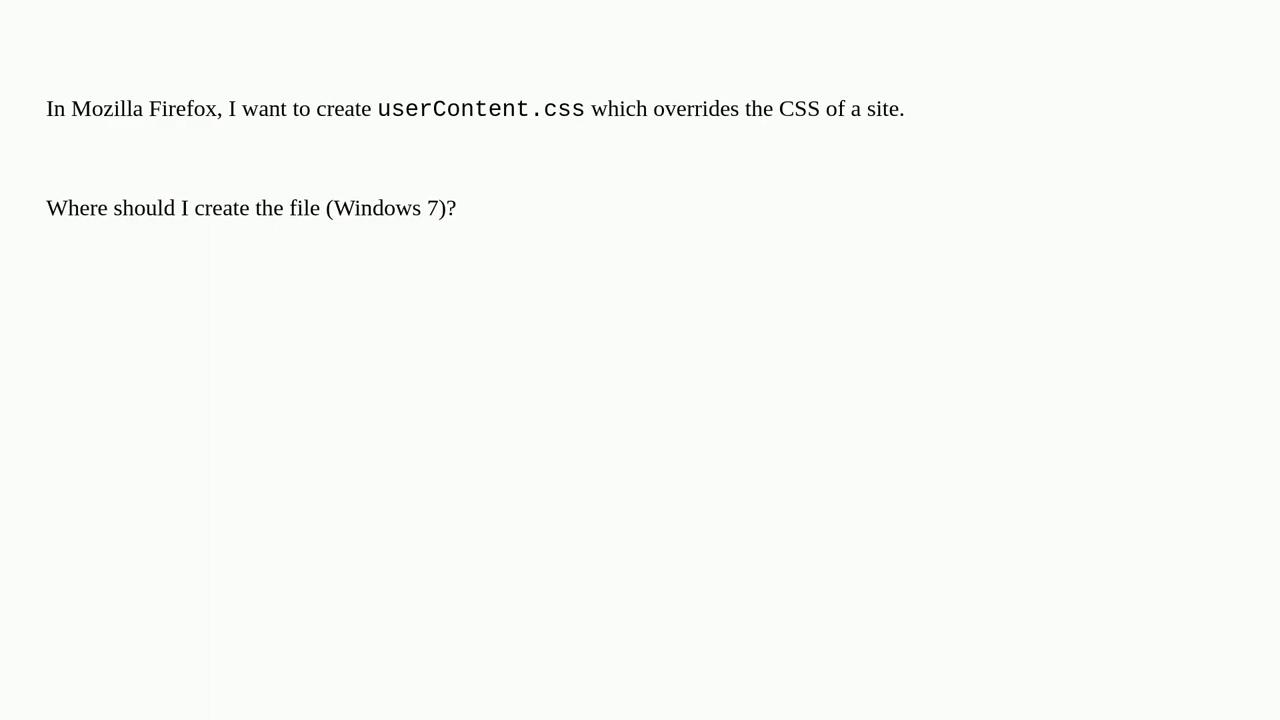 In Mozilla Firefox, I want to create userContent.css which overrides the CSS of a site.
Where should I create the file (Windows 7)?